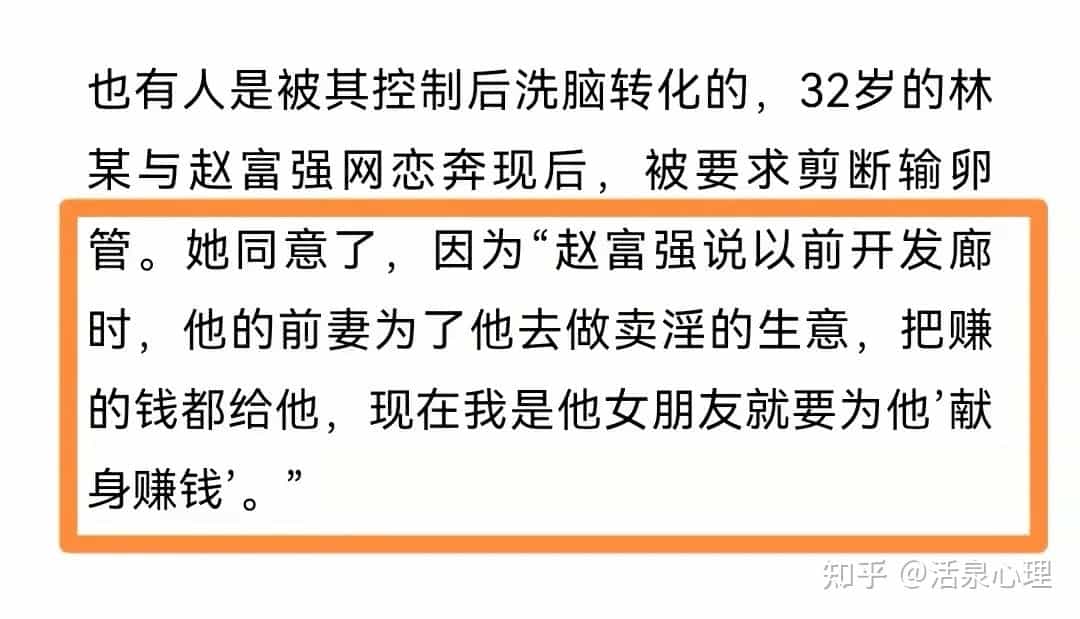 也有人是被其控制后洗脑转化的，32岁的林
某与赵富强网恋奔现后，被要求剪断输卵
管。她同意了，因为“赵富强说以前开发廊
时，他的前妻为了他去做卖淫的生意，把赚
的钱都给他，现在我是他女朋友就要为他’献
身赚钱’。”
知乎 @活泉心理